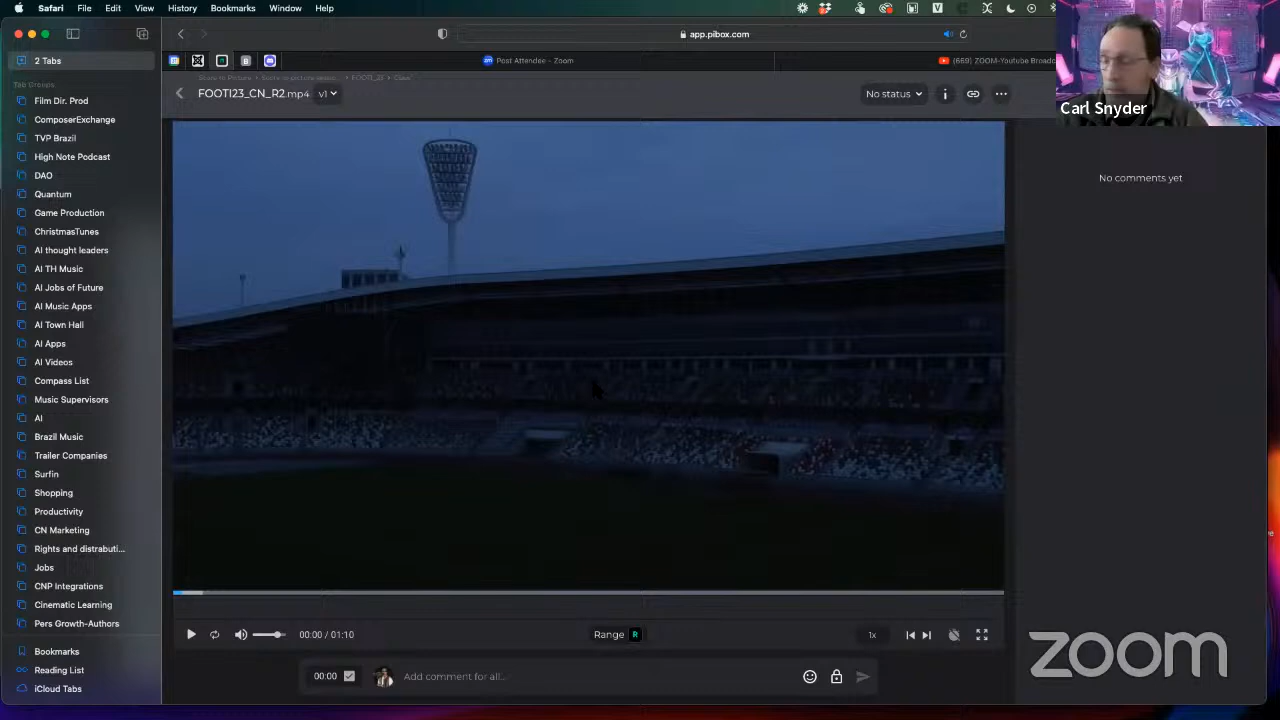 Safari File Edit View History Bookmarks Window Help
2 Tabs
app.pibox.com
Tab Groups
Post Attendee - Zoom
(669) ZOOM-Youtube Broadc
Film Dir. Prod
ComposerExchange
TVP Brazil
High Note Podcast
DAO
Quantum
Game Production
ChristmasTunes
AI thought leaders
AI TH Music
AI Jobs of Future
AI Music Apps
AI Town Hall
AI Apps
AI Videos
Compass List
Music Supervisors
AI
Brazil Music
Trailer Companies
Surfin
Shopping
Productivity
CN Marketing
Rights and distributi...
Jobs
CNP Integrations
Cinematic Learning
Pers Growth-Authors
Bookmarks
Reading List
iCloud Tabs
FOOTI23_CN_R2.mp4 v1
No status
Carl Snyder
No comments yet
00:00 / 01:10
Range R
1x
00:00
Add comment for all...
zoom